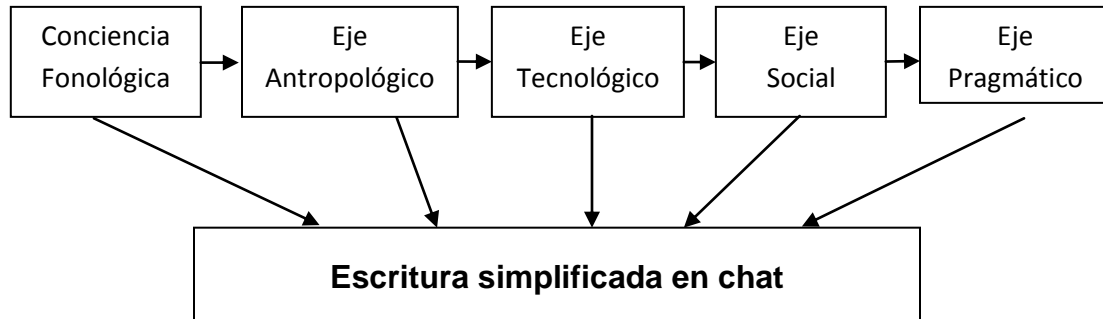 Conciencia
Fonológica
Eje
Antropológico
Eje
Tecnológico
Eje
Social
Eje
Pragmático
Escritura simplificada en chat